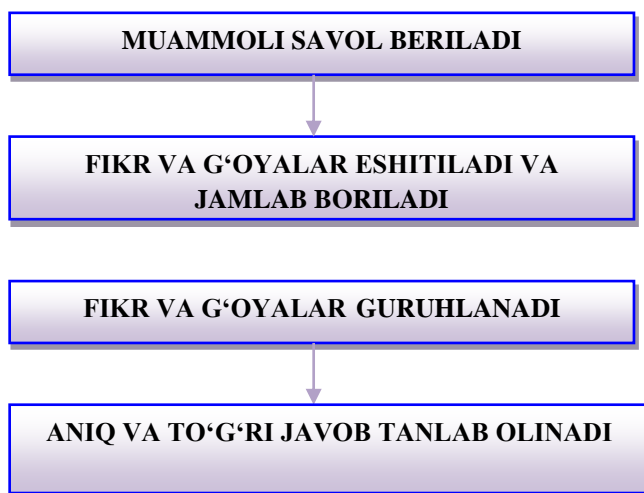 MUAMMOLI SAVOL BERILADI
FIKR VA G‘OYALAR ESHITILADI VA
JAMLAB BORILADI
FIKR VA G‘OYALAR GURUHLANADI
ANIQ VA TO‘G‘RI JAVOB TANLAB OLINADI